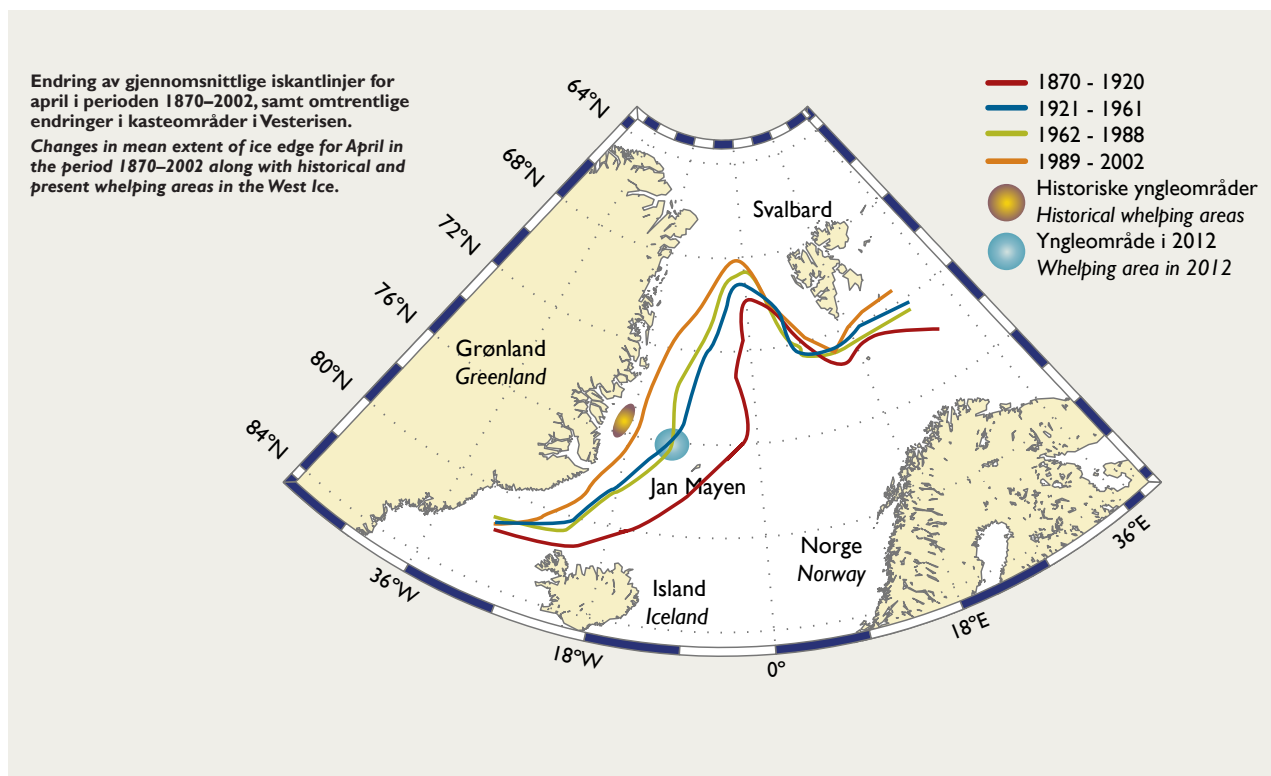 Endring av gjennomsnittlige iskantlinjer for
april i perioden 1870–2002, samt omtrentlige
endringer i kasteområder i Vesterisen.
Changes in mean extent of ice edge for April in
the period 1870–2002 along with historical and
present whelping areas in the West Ice.
1870 - 1920
1921 - 1961
1962 - 1988
1989 - 2002
Historiske yngleområder
Historical whelping areas
Yngleområde i 2012
Whelping area in 2012
64°N
68°N
72°N
76°N
80°N
84°N
Svalbard
Grønland
Greenland
Jan Mayen
Norge
Norway
Island
Iceland
36°W
18°W
0°
18°E
36°E